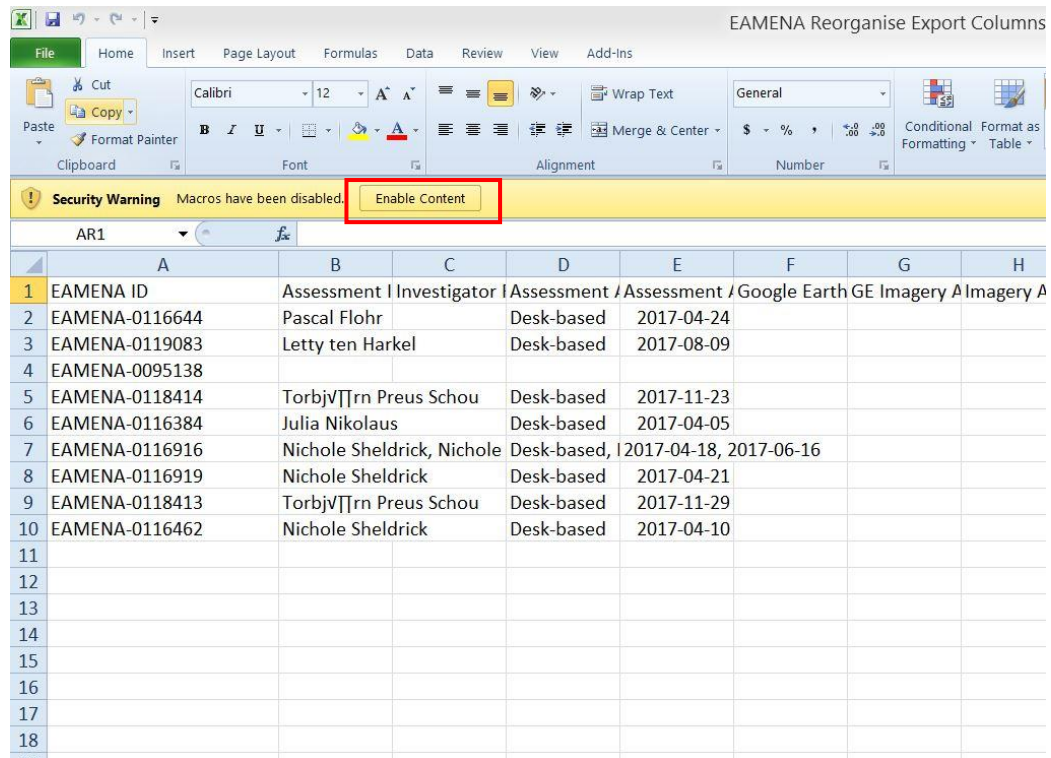 EAMENA Reorganise Export Columns
File Home Insert Page Layout Formulas Data Review View Add-Ins
Cut
Copy
Format Painter
Paste
Calibri 12 A A
B I U A
Wrap Text
Merge & Center
General
$ % , .0 .00 .00 .0
Conditional Formatting
Format as Table
Clipboard Font Alignment Number
Security Warning Macros have been disabled. Enable Content
AR1 fx
A B C D E F G H
1 EAMENA ID Assessment I Investigator Assessment A Assessment A Google Earth GE Imagery A Imagery A
2 EAMENA-0116644 Pascal Flohr Desk-based 2017-04-24
3 EAMENA-0119083 Letty ten Harkel Desk-based 2017-08-09
4 EAMENA-0095138
5 EAMENA-0118414 Torbj√∏rn Preus Schou Desk-based 2017-11-23
6 EAMENA-0116384 Julia Nikolaus Desk-based 2017-04-05
7 EAMENA-0116916 Nichole Sheldrick, Nichole Desk-based, 2017-04-18, 2017-06-16
8 EAMENA-0116919 Nichole Sheldrick Desk-based 2017-04-21
9 EAMENA-0118413 Torbj√∏rn Preus Schou Desk-based 2017-11-29
10 EAMENA-0116462 Nichole Sheldrick Desk-based 2017-04-10
11
12
13
14
15
16
17
18